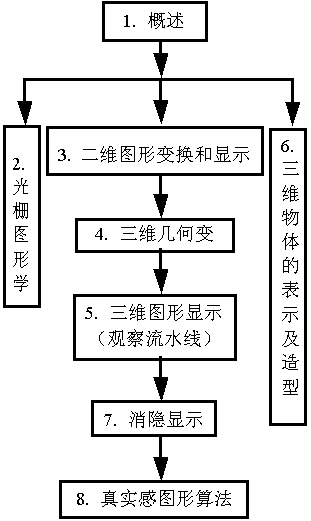 1. 概述
2.光栅图形学
3. 二维图形变换和显示
6.三维物体的表示及造型
4. 三维几何变
5. 三维图形显示
（观察流水线）
7. 消隐显示
8. 真实感图形算法